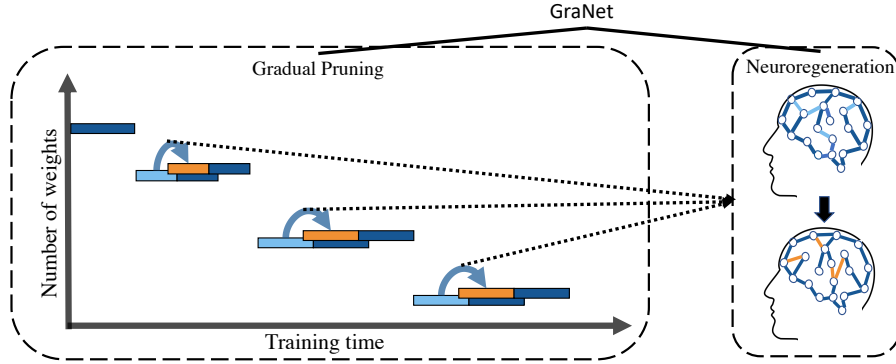 GraNet
Gradual Pruning
Neuroregeneration
Number of weights
Training time